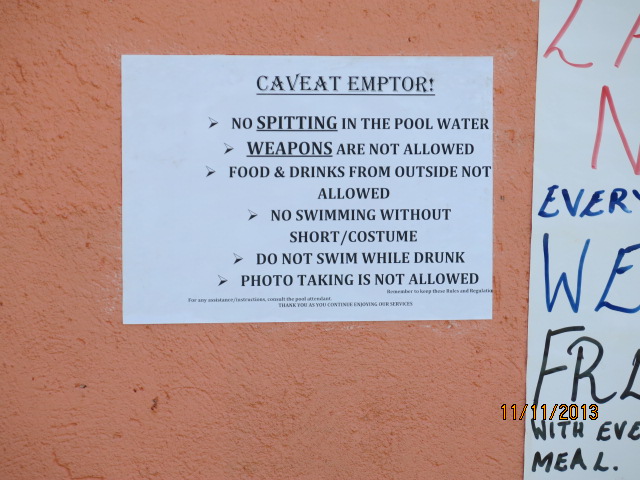 CAVEAT EMPTOR!
➢ NO SPITTING IN THE POOL WATER
➢ WEAPONS ARE NOT ALLOWED
➢ FOOD & DRINKS FROM OUTSIDE NOT
ALLOWED
➢ NO SWIMMING WITHOUT
SHORT/COSTUME
➢ DO NOT SWIM WHILE DRUNK
➢ PHOTO TAKING IS NOT ALLOWED
Remember to keep these Rules and Regulation
For any assistance/instructions, consult the pool attendant
THANK YOU AS YOU CONTINUE ENJOYING OUR SERVICES
LA
N
EVERY
WE
FRE
11/11/2013
WITH EVE
MEAL.